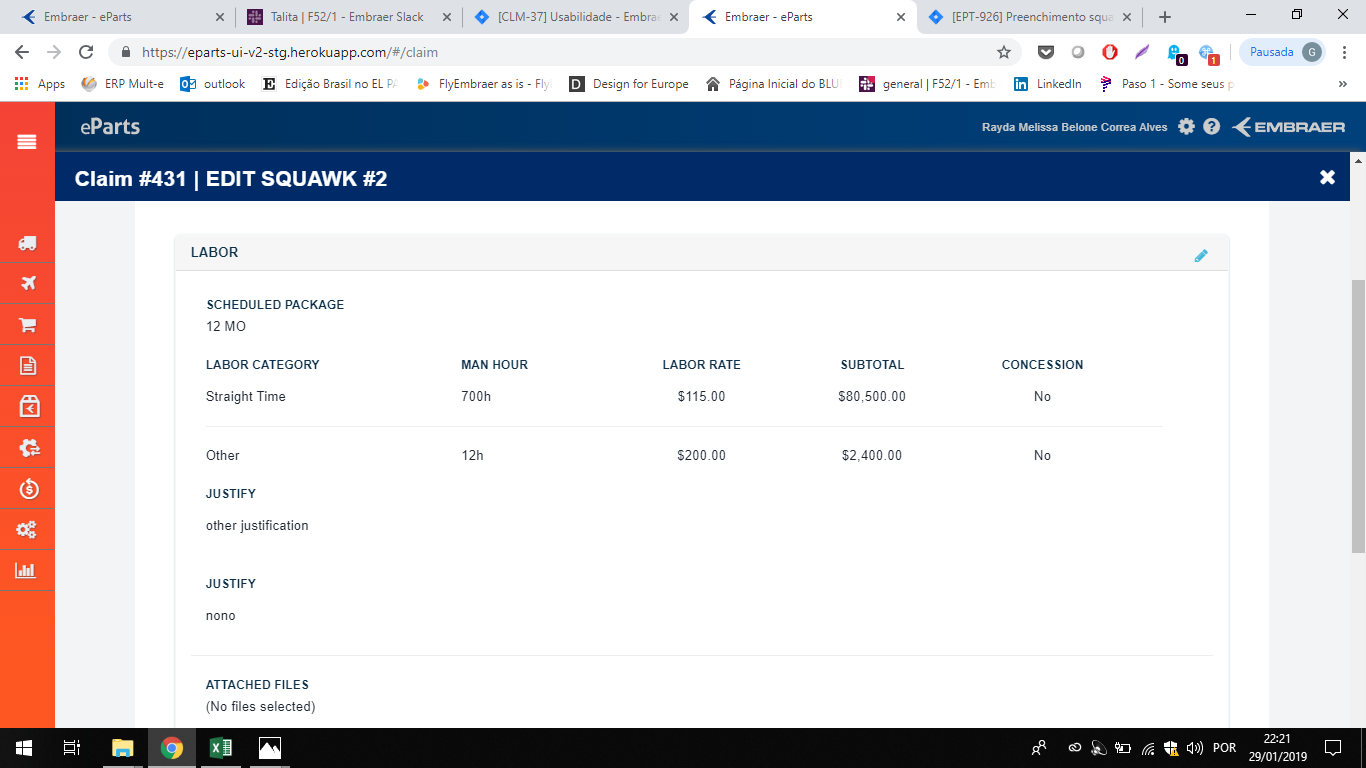 Embraer - eParts
Talita | F52/1 - Embraer Slack
[CLM-37] Usabilidade - Embrae
Embraer - eParts
[EPT-926] Preenchimento squa
https://eparts-ui-v2-stg.herokuapp.com/#/claim
0
1
Pausada
G
Apps
ERP Mult-e
outlook
E
Edição Brasil no EL PA
FlyEmbraer as is - Fly
D
Design for Europe
Página Inicial do BLU
general | F52/1 - Emb
in
LinkedIn
Paso 1 - Some seus p
»
eParts
Rayda Melissa Belone Correa Alves
EMBRAER
Claim #431 | EDIT SQUAWK #2
LABOR
SCHEDULED PACKAGE
12 MO
LABOR CATEGORY MAN HOUR LABOR RATE SUBTOTAL CONCESSION
Straight Time 700h $115.00 $80,500.00 No
Other 12h $200.00 $2,400.00 No
JUSTIFY
other justification
JUSTIFY
nono
ATTACHED FILES
(No files selected)
POR
22:21
29/01/2019